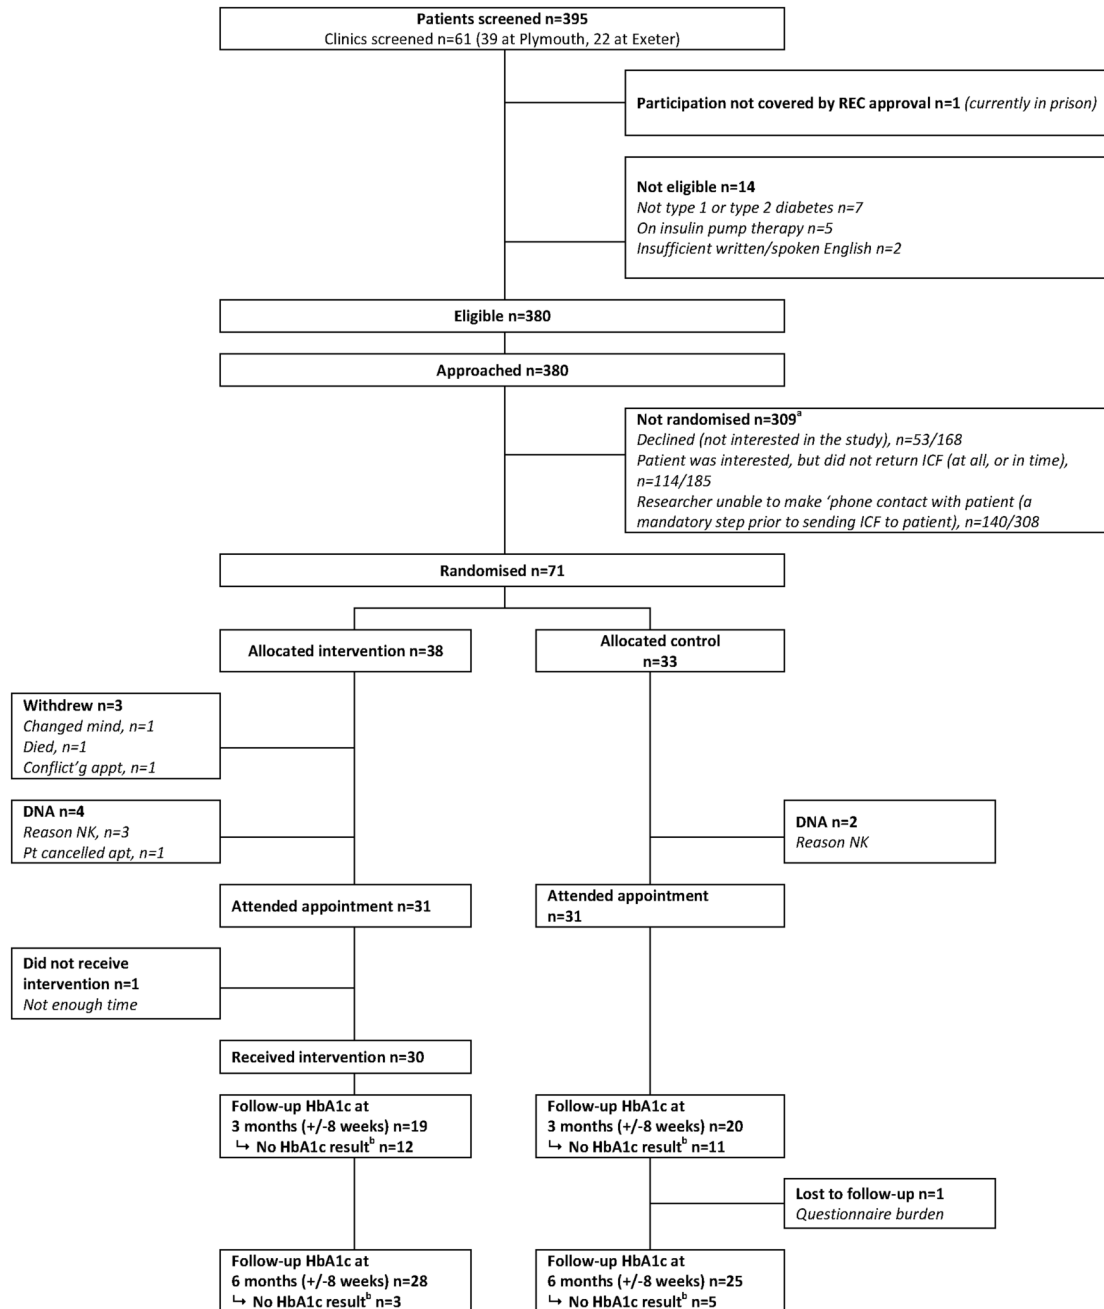 Patients screened n=395
Clinics screened n=61 (39 at Plymouth, 22 at Exeter)
Participation not covered by REC approval n=1 (currently in prison)
Not eligible n=14
Not type 1 or type 2 diabetes n=7
On insulin pump therapy n=5
Insufficient written/spoken English n=2
Eligible n=380
Approached n=380
Not randomised n=309ᵃ
Declined (not interested in the study), n=53/168
Patient was interested, but did not return ICF (at all, or in time),
n=114/185
Researcher unable to make ‘phone contact with patient (a
mandatory step prior to sending ICF to patient), n=140/308
Randomised n=71
Allocated intervention n=38
Allocated control
n=33
Withdrew n=3
Changed mind, n=1
Died, n=1
Conflict’g appt, n=1
DNA n=4
Reason NK, n=3
Pt cancelled apt, n=1
DNA n=2
Reason NK
Attended appointment n=31
Attended appointment
n=31
Did not receive
intervention n=1
Not enough time
Received intervention n=30
Follow-up HbA1c at
3 months (+/-8 weeks) n=19
↳ No HbA1c resultᵇ n=12
Follow-up HbA1c at
3 months (+/-8 weeks) n=20
↳ No HbA1c resultᵇ n=11
Lost to follow-up n=1
Questionnaire burden
Follow-up HbA1c at
6 months (+/-8 weeks) n=28
↳ No HbA1c resultᵇ n=3
Follow-up HbA1c at
6 months (+/-8 weeks) n=25
↳ No HbA1c resultᵇ n=5